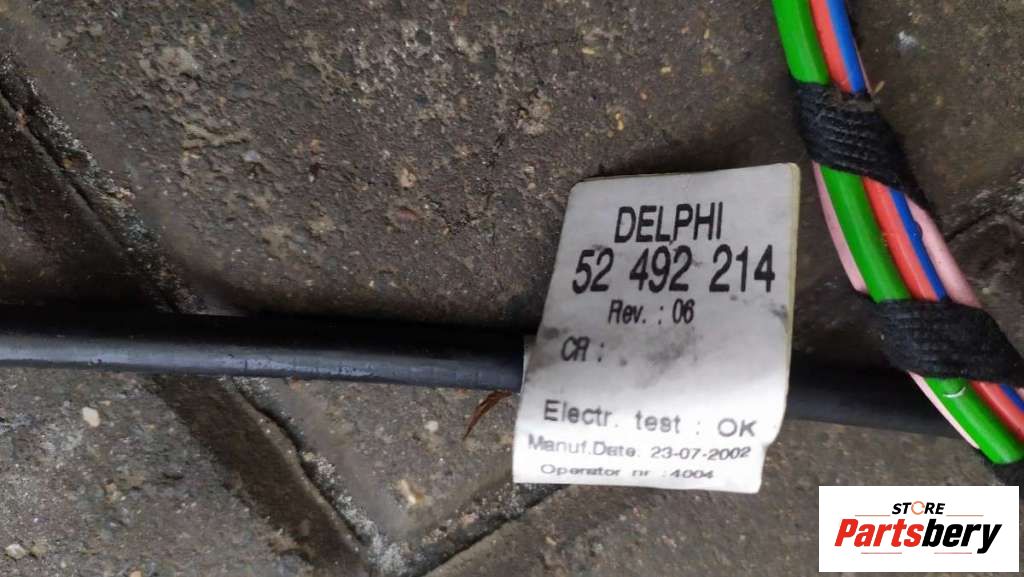 DELPHI
52 492 214
Rev. : 06
CR :
Electr. test : OK
Manuf.Date: 23-07-2002
Operator nr :4004
STORE
Partsbery